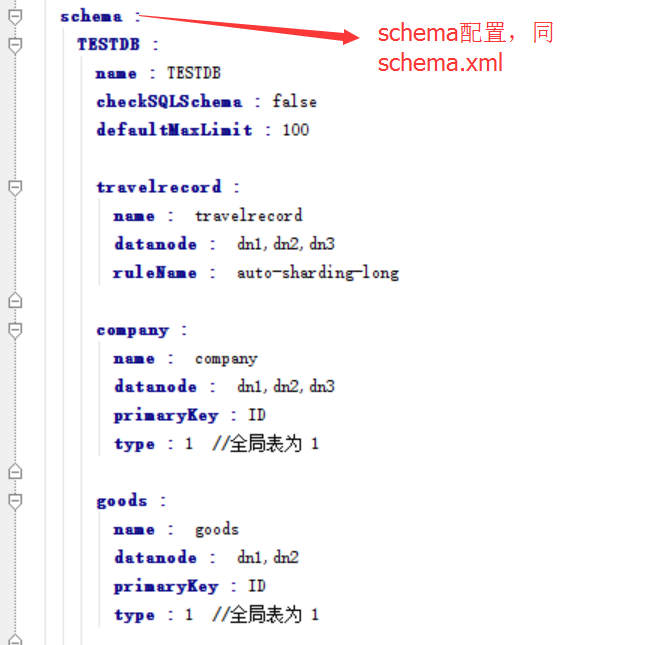 schema :
schema配置，同
schema.xml
TESTDB :
name : TESTDB
checkSQLSchema : false
defaultMaxLimit : 100
travelrecord :
name : travelrecord
datanode : dn1,dn2,dn3
ruleName : auto-sharding-long
company :
name : company
datanode : dn1,dn2,dn3
primaryKey : ID
type : 1 //全局表为 1
goods :
name : goods
datanode : dn1,dn2
primaryKey : ID
type : 1 //全局表为 1